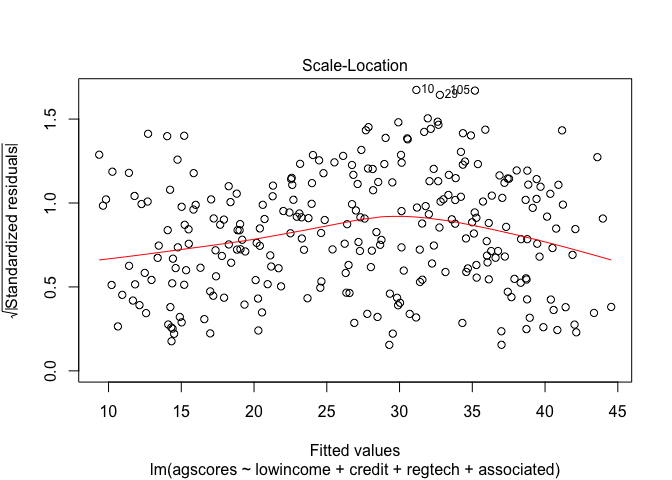 Scale-Location
√|Standardized residuals|
1.5
1.0
0.5
0.0
10
29
105
10 15 20 25 30 35 40 45
Fitted values
lm(agscores ~ lowincome + credit + regtech + associated)